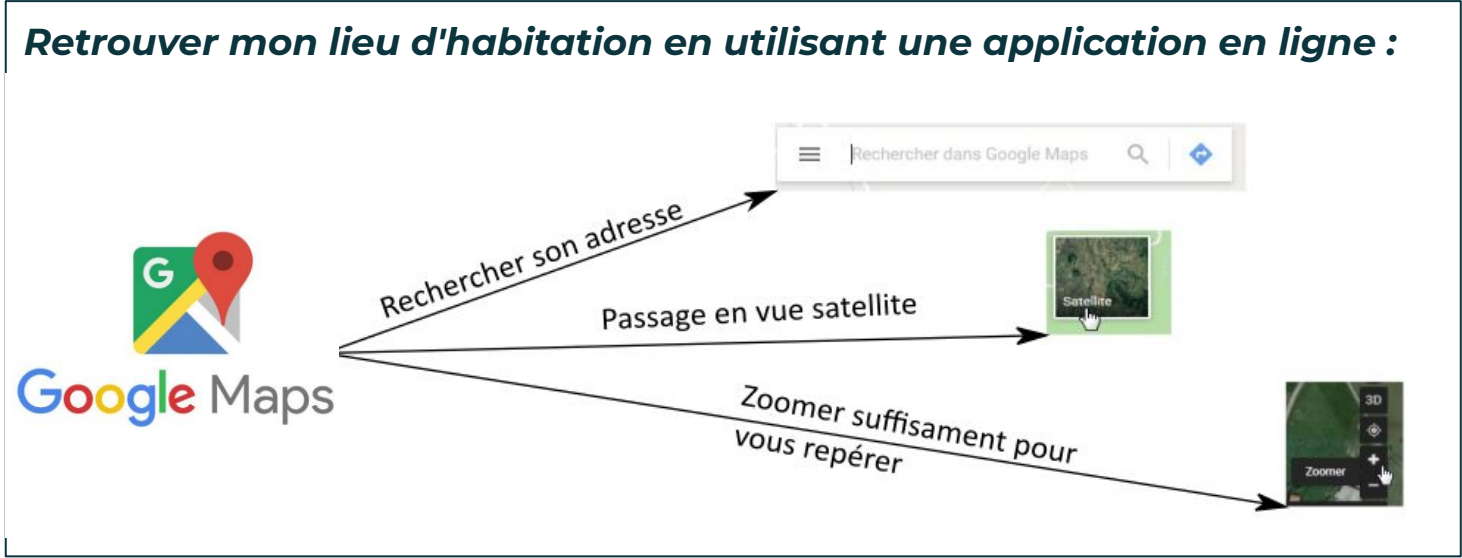 Retrouver mon lieu d'habitation en utilisant une application en ligne :
Rechercher dans Google Maps
Rechercher son adresse
G
Google Maps
Passage en vue satellite
Satellite
Zoomer suffisament pour
vous repérer
3D
Zoomer
+
−